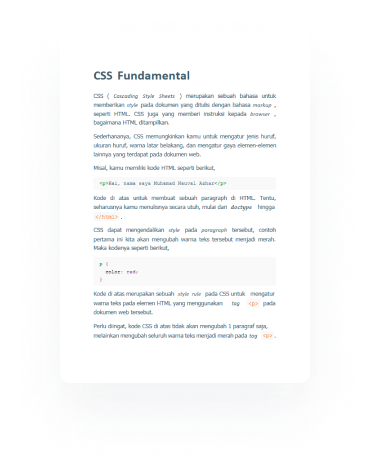 CSS Fundamental
CSS ( Cascading Style Sheets ) merupakan sebuah bahasa untuk
memberikan style pada dokumen yang ditulis dengan bahasa markup ,
seperti HTML. CSS juga yang memberi instruksi kepada browser ,
bagaimana HTML ditampilkan.
Sederhananya, CSS memungkinkan kamu untuk mengatur jenis huruf,
ukuran huruf, warna latar belakang, dan mengatur gaya elemen-elemen
lainnya yang terdapat pada dokumen web.
Misal, kamu memiliki kode HTML seperti berikut,
<p>Hai, nama saya Muhamad Nauval Azhar</p>
Kode di atas untuk membuat sebuah paragraph di HTML. Tentu,
seharusnya kamu menulisnya secara utuh, mulai dari doctype hingga
</html> .
CSS dapat mengendalikan style pada paragraph tersebut, contoh
pertama ini kita akan mengubah warna teks tersebut menjadi merah.
Maka kodenya seperti berikut,
p {
color: red;
}
Kode di atas merupakan sebuah style rule pada CSS untuk mengatur
warna teks pada elemen HTML yang menggunakan tag <p> pada
dokumen web tersebut.
Perlu diingat, kode CSS di atas tidak akan mengubah 1 paragraf saja,
melainkan mengubah seluruh warna teks menjadi merah pada tag <p> .